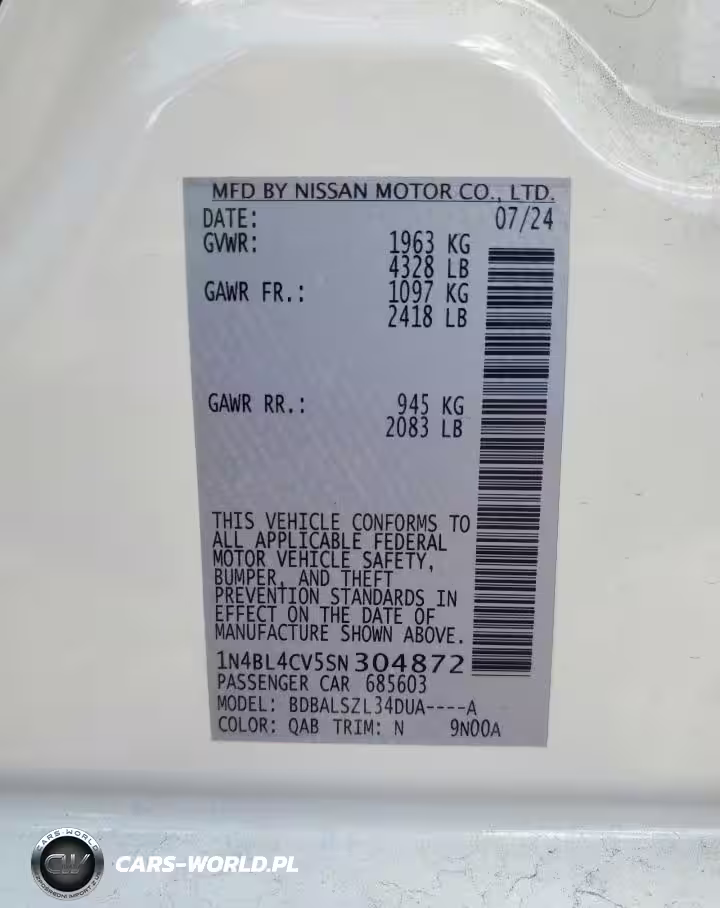 MFD BY NISSAN MOTOR CO., LTD.
DATE: 07/24
GVWR: 1963 KG
4328 LB
GAWR FR.: 1097 KG
2418 LB
GAWR RR.: 945 KG
2083 LB
THIS VEHICLE CONFORMS TO
ALL APPLICABLE FEDERAL
MOTOR VEHICLE SAFETY,
BUMPER, AND THEFT
PREVENTION STANDARDS IN
EFFECT ON THE DATE OF
MANUFACTURE SHOWN ABOVE.
1N4BL4CV5SN304872
PASSENGER CAR 685603
MODEL: BDBALSZL34DUA----A
COLOR: QAB TRIM: N 9N00A
CARS-WORLD
CW
CARS-WORLD.PL